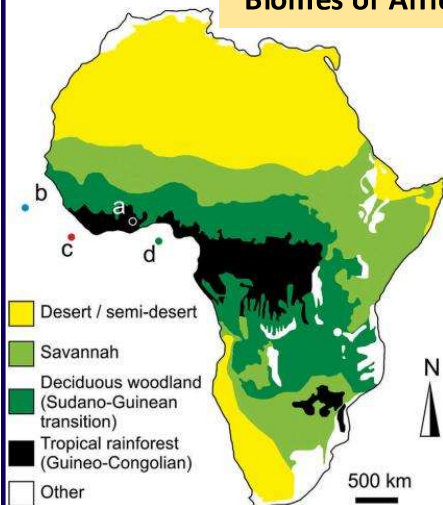 b
a
c
d
Desert / semi-desert
Savannah
Deciduous woodland
(Sudano-Guinean
transition)
Tropical rainforest
(Guineo-Congolian)
Other
N
500 km